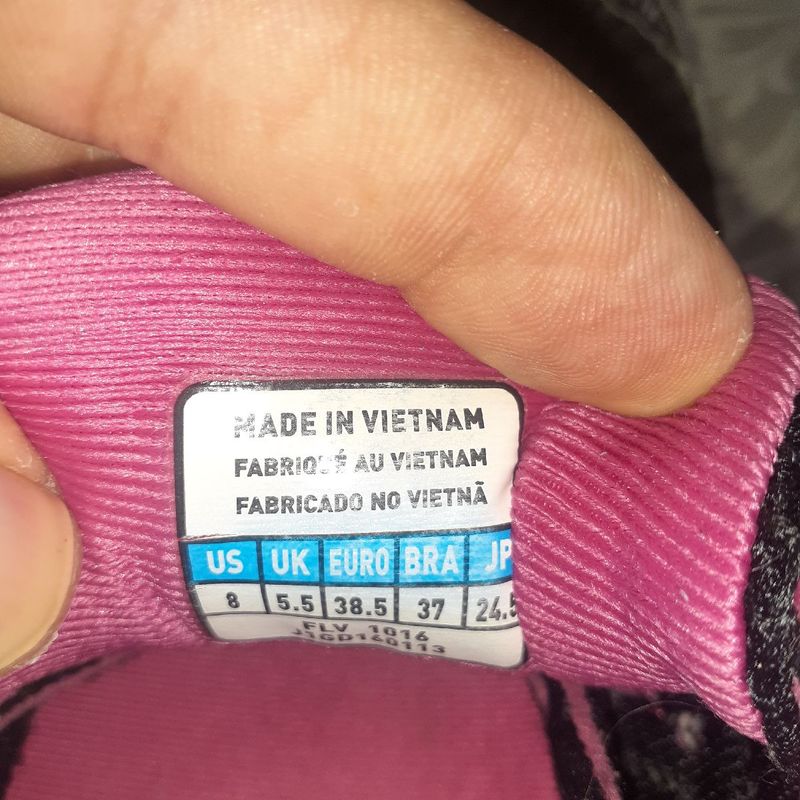 MADE IN VIETNAM
FABRIQUÉ AU VIETNAM
FABRICADO NO VIETNÃ
US UK EURO BRA JP
8 5.5 38.5 37 24.5
FLV 1016
J1GD160113